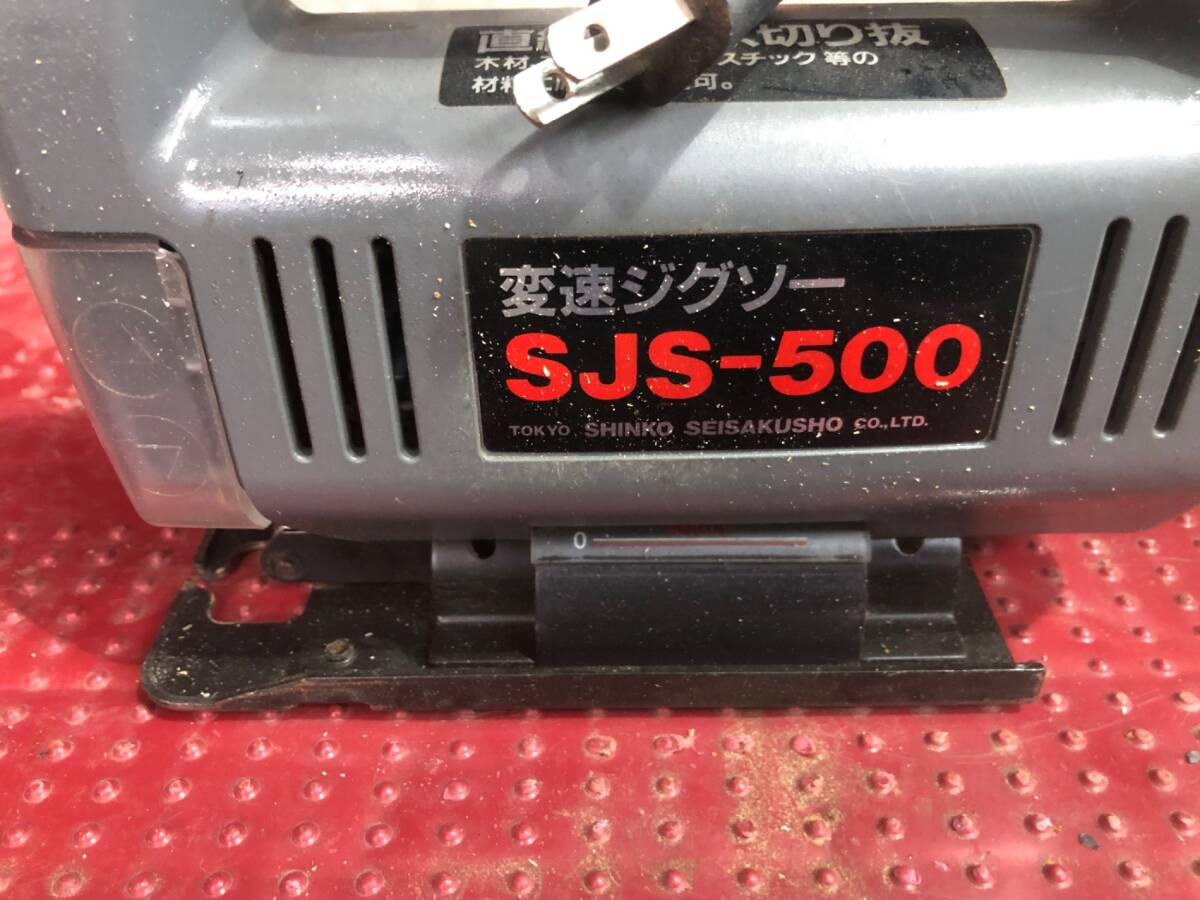 直 切り抜
木材 スチック 等の
材料 可。
変速ジグソー
SJS-500
TOKYO SHINKO SEISAKUSHO CO.,LTD.
0